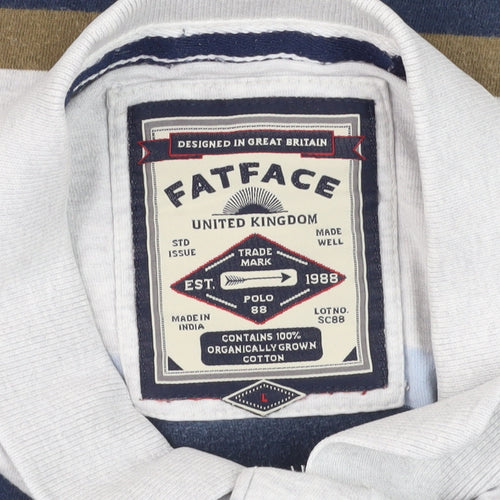 DESIGNED IN GREAT BRITAIN
FATFACE
UNITED KINGDOM
STD
ISSUE
MADE
WELL
TRADE
MARK
EST.
1988
POLO
88
MADE IN
INDIA
LOT NO.
SC88
CONTAINS 100%
ORGANICALLY GROWN
COTTON
L